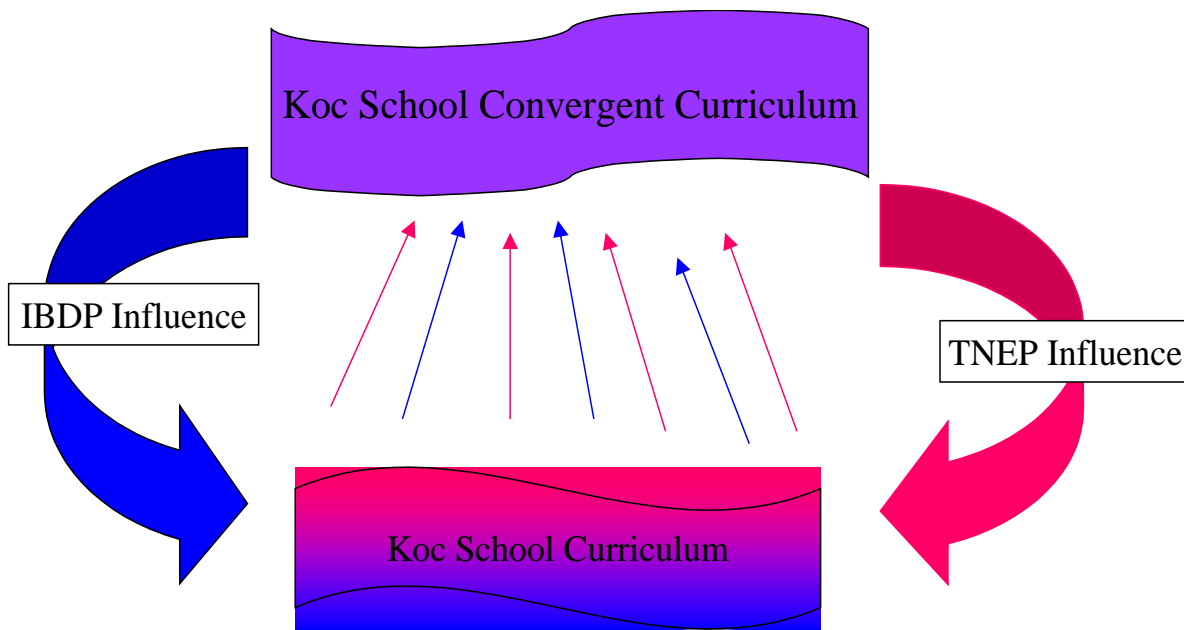 Koc School Convergent Curriculum
IBDP Influence
TNEP Influence
Koc School Curriculum